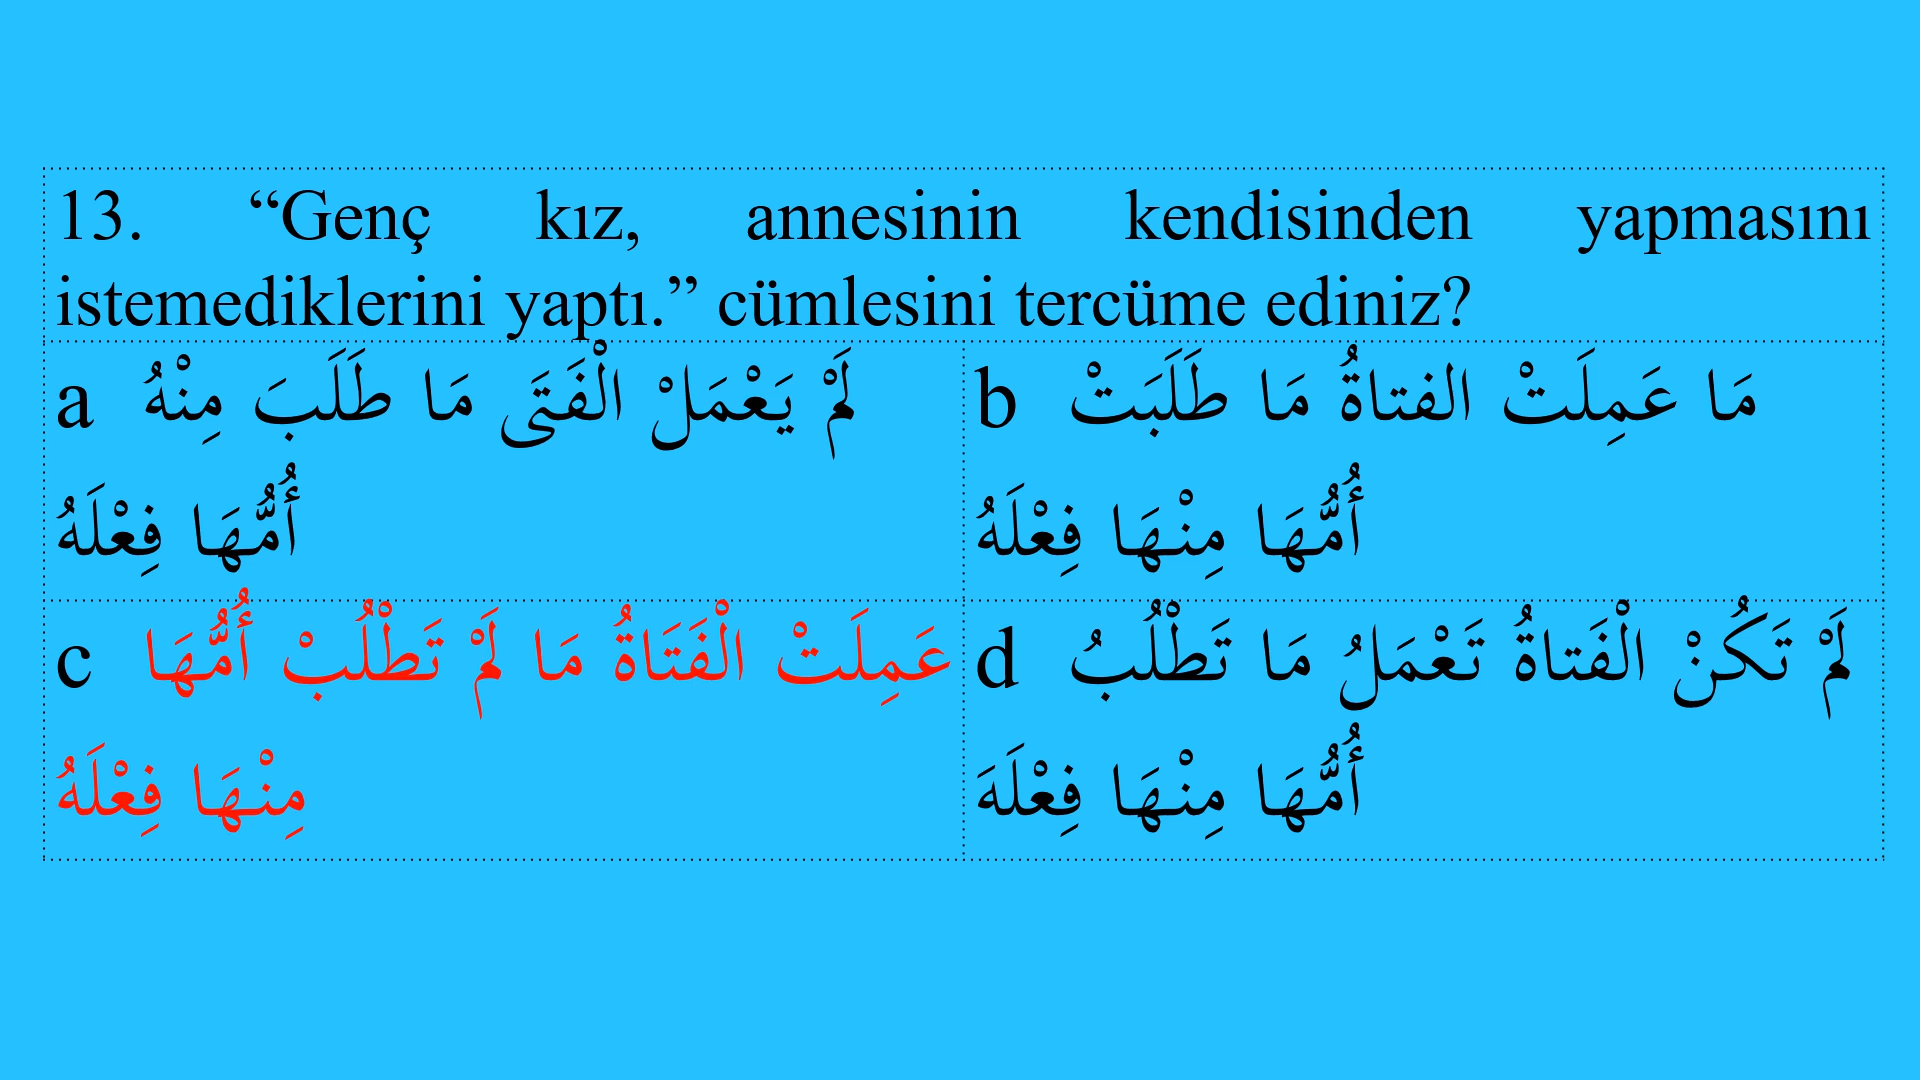 13. “Genç kız, annesinin kendisinden yapmasını
istemediklerini yaptı.” cümlesini tercüme ediniz?
a لَمْ يَعْمَلْ الْفَتَى مَا طَلَبَ مِنْهُ
أُمُّهَا فِعْلَهُ
b مَا عَمِلَتْ الفتاةُ مَا طَلَبَتْ
أُمُّهَا مِنْهَا فِعْلَهُ
c عَمِلَتْ الْفَتَاةُ مَا لَمْ تَطْلُبْ أُمُّهَا
مِنْهَا فِعْلَهُ
d لَمْ تَكُنْ الْفَتاةُ تَعْمَلُ مَا تَطْلُبُ
أُمُّهَا مِنْهَا فِعْلَهَ